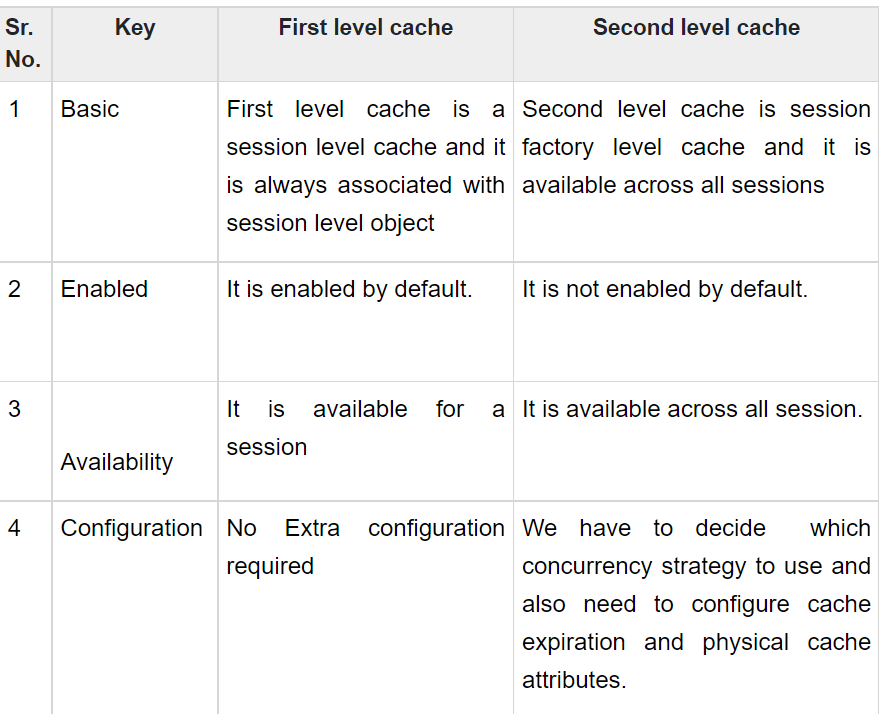 Sr. No.
Key
First level cache
Second level cache
1
Basic
First level cache is a
session level cache and it
is always associated with
session level object
Second level cache is session
factory level cache and it is
available across all sessions
2
Enabled
It is enabled by default.
It is not enabled by default.
3
Availability
It is available for a
session
It is available across all session.
4
Configuration
No Extra configuration
required
We have to decide which
concurrency strategy to use and
also need to configure cache
expiration and physical cache
attributes.